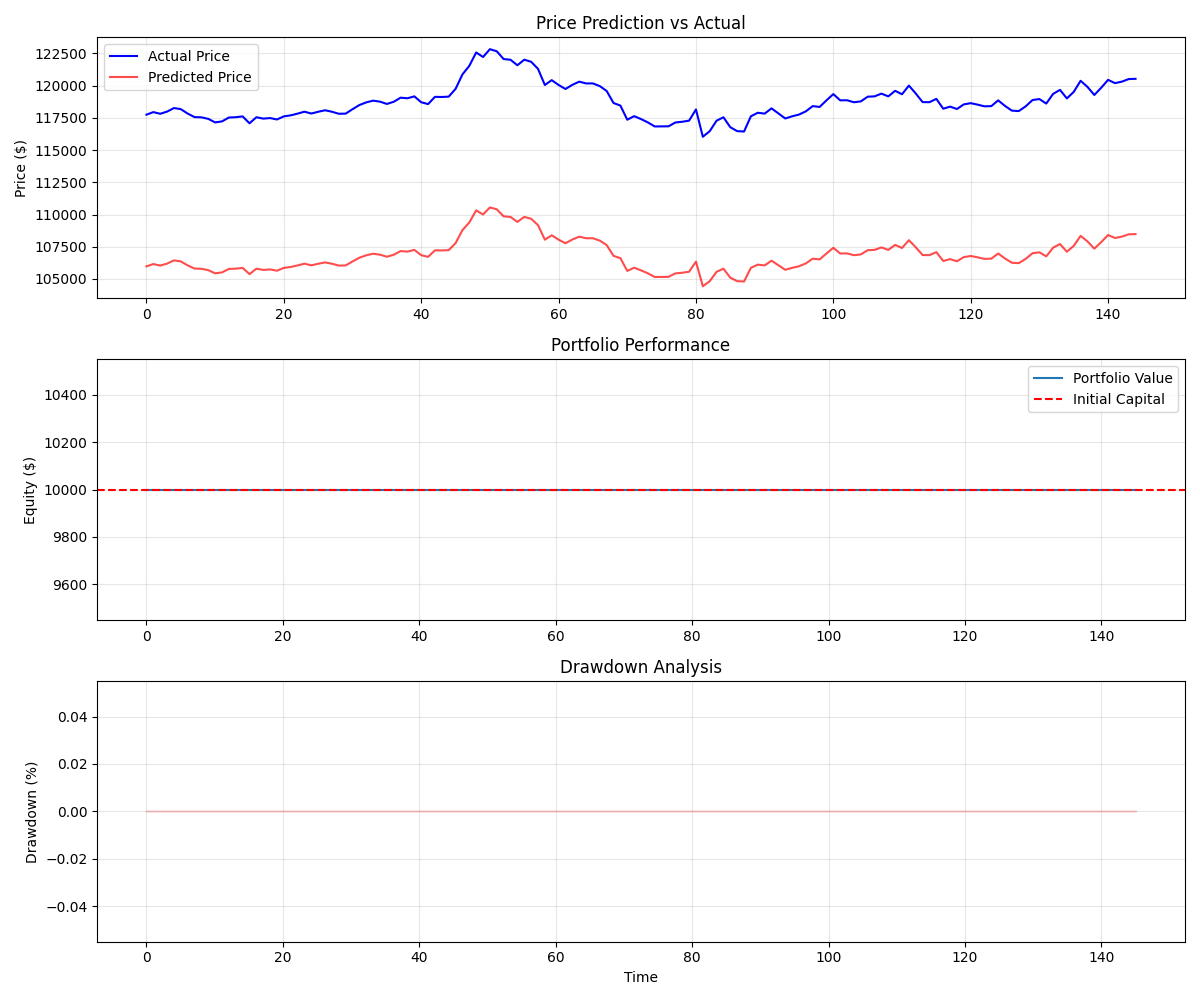 Price Prediction vs Actual
Actual Price
Predicted Price
Price ($)
122500
120000
117500
115000
112500
110000
107500
105000
0 20 40 60 80 100 120 140
Portfolio Performance
Portfolio Value
Initial Capital
Equity ($)
10400
10200
10000
9800
9600
0 20 40 60 80 100 120 140
Drawdown Analysis
Drawdown (%)
0.04
0.02
0.00
−0.02
−0.04
0 20 40 60 80 100 120 140
Time